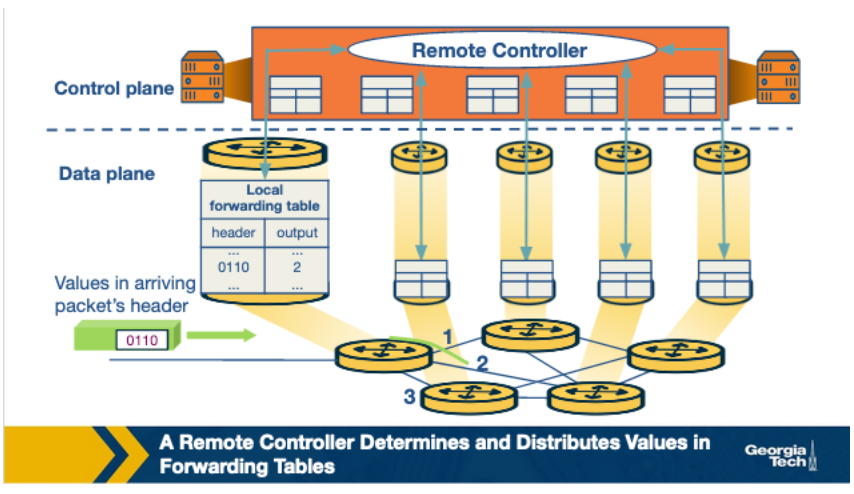 Remote Controller
Control plane
Data plane
Local
forwarding table
header output
... ...
0110 2
... ...
Values in arriving
packet's header
0110
1
2
3
A Remote Controller Determines and Distributes Values in
Forwarding Tables
Georgia
Tech